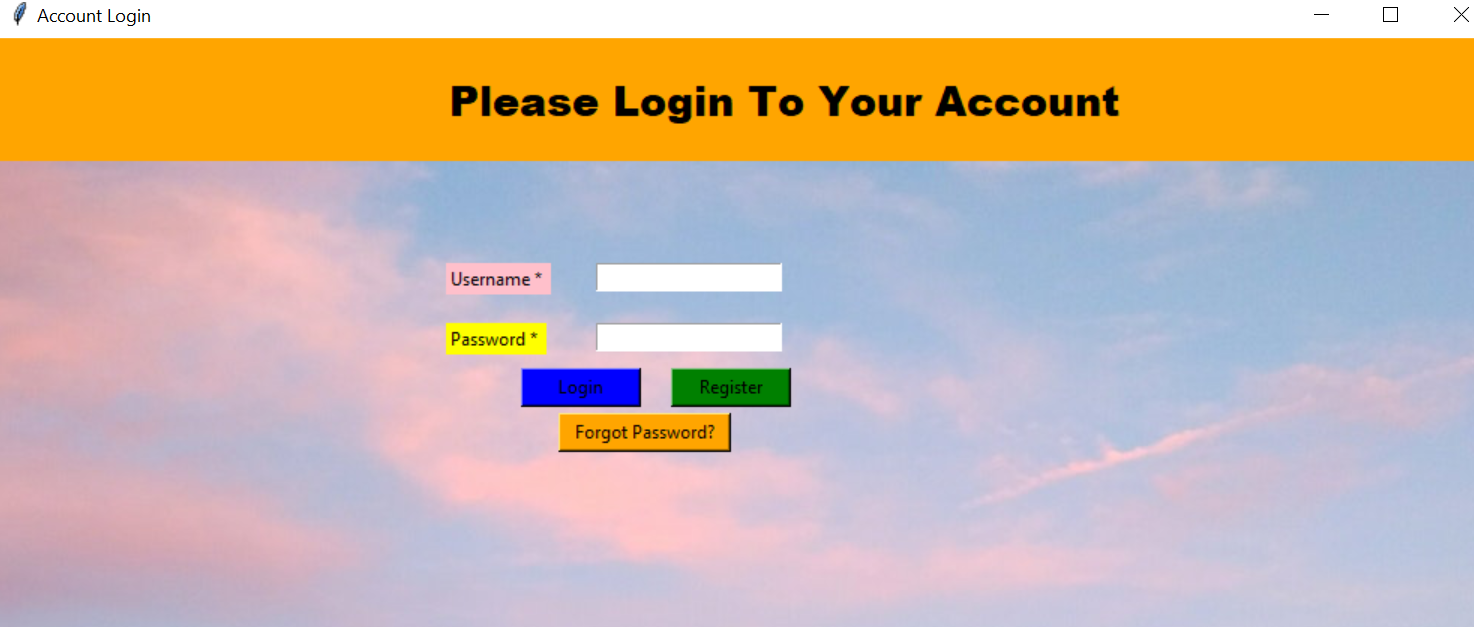 Account Login
Please Login To Your Account
Username *
Password *
Login Register
Forgot Password?